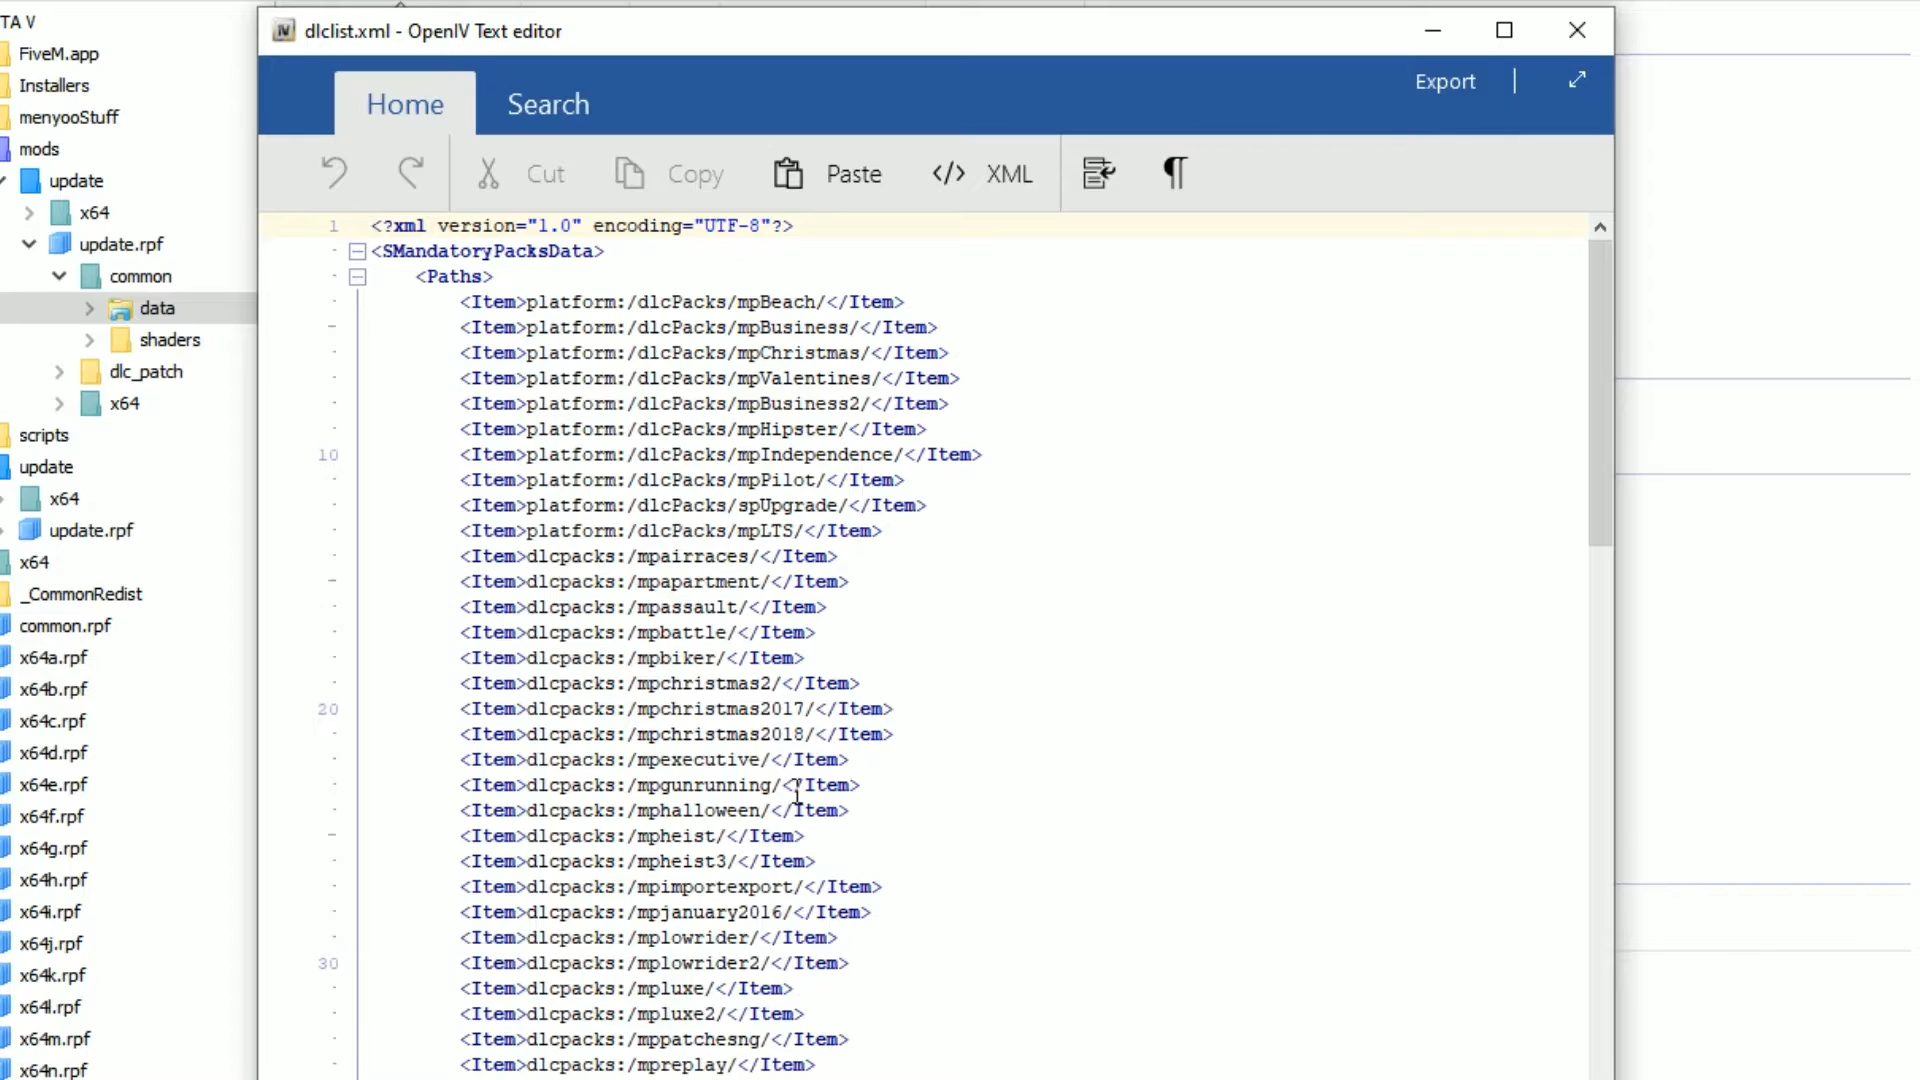 TA V
FiveM.app
Installers
menyooStuff
mods
update
x64
update.rpf
common
data
shaders
dlc_patch
x64
scripts
update
x64
update.rpf
x64
_CommonRedist
common.rpf
x64a.rpf
x64b.rpf
x64c.rpf
x64d.rpf
x64e.rpf
x64f.rpf
x64g.rpf
x64h.rpf
x64i.rpf
x64j.rpf
x64k.rpf
x64l.rpf
x64m.rpf
x64n.rpf
IV dlclist.xml - OpenIV Text editor
Home Search Export
Cut Copy Paste </> XML ¶
1 <?xml version="1.0" encoding="UTF-8"?>
<SMandatoryPacksData>
<Paths>
<Item>platform:/dlcPacks/mpBeach/</Item>
<Item>platform:/dlcPacks/mpBusiness/</Item>
<Item>platform:/dlcPacks/mpChristmas/</Item>
<Item>platform:/dlcPacks/mpValentines/</Item>
<Item>platform:/dlcPacks/mpBusiness2/</Item>
<Item>platform:/dlcPacks/mpHipster/</Item>
10 <Item>platform:/dlcPacks/mpIndependence/</Item>
<Item>platform:/dlcPacks/mpPilot/</Item>
<Item>platform:/dlcPacks/spUpgrade/</Item>
<Item>platform:/dlcPacks/mpLTS/</Item>
<Item>dlcpacks:/mpairraces/</Item>
<Item>dlcpacks:/mpapartment/</Item>
<Item>dlcpacks:/mpassault/</Item>
<Item>dlcpacks:/mpbattle/</Item>
<Item>dlcpacks:/mpbiker/</Item>
<Item>dlcpacks:/mpchristmas2/</Item>
20 <Item>dlcpacks:/mpchristmas2017/</Item>
<Item>dlcpacks:/mpchristmas2018/</Item>
<Item>dlcpacks:/mpexecutive/</Item>
<Item>dlcpacks:/mpgunrunning/</Item>
<Item>dlcpacks:/mphalloween/</Item>
<Item>dlcpacks:/mpheist/</Item>
<Item>dlcpacks:/mpheist3/</Item>
<Item>dlcpacks:/mpimportexport/</Item>
<Item>dlcpacks:/mpjanuary2016/</Item>
<Item>dlcpacks:/mplowrider/</Item>
30 <Item>dlcpacks:/mplowrider2/</Item>
<Item>dlcpacks:/mpluxe/</Item>
<Item>dlcpacks:/mpluxe2/</Item>
<Item>dlcpacks:/mppatchesng/</Item>
<Item>dlcpacks:/mpreplay/</Item>